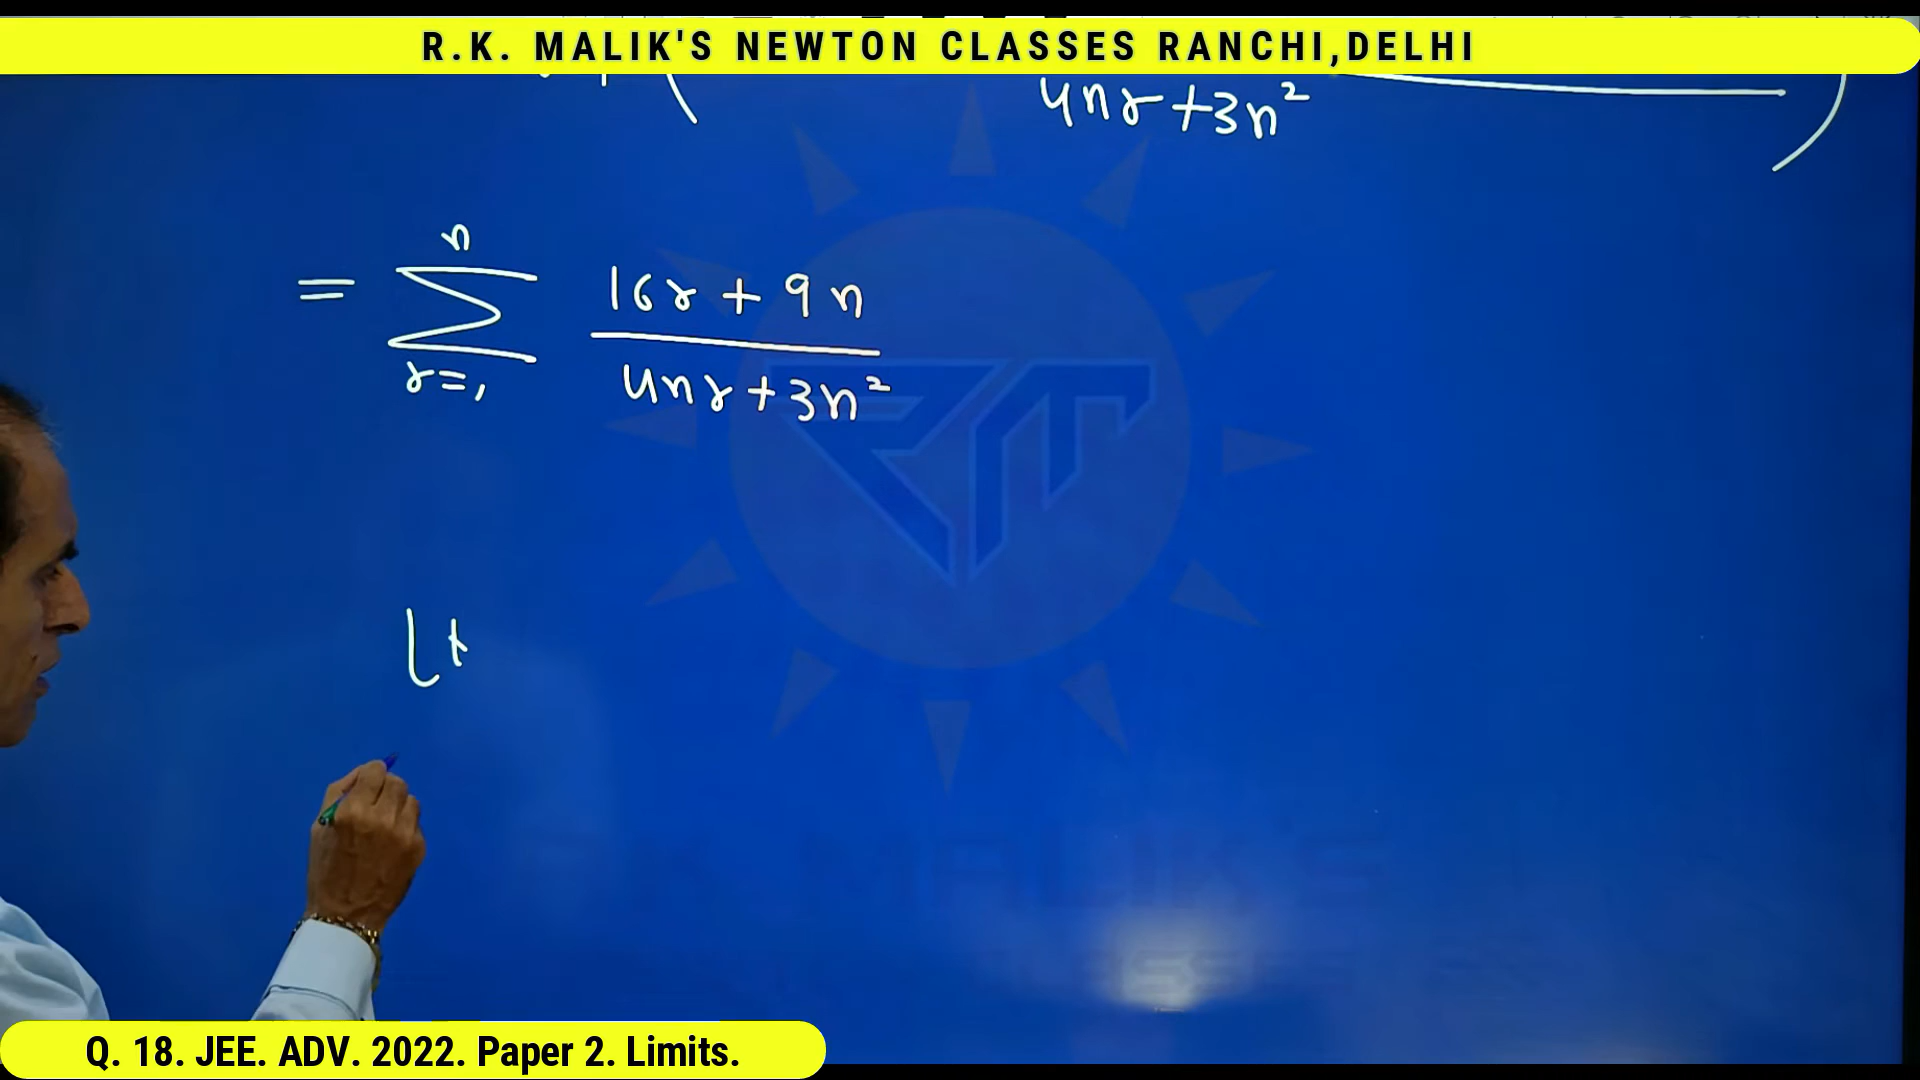 R.K. MALIK'S NEWTON CLASSES RANCHI,DELHI
4nr+3n²
n
= Σ 16r + 9n
r=1 4nr+3n²
Lt
Q. 18. JEE. ADV. 2022. Paper 2. Limits.